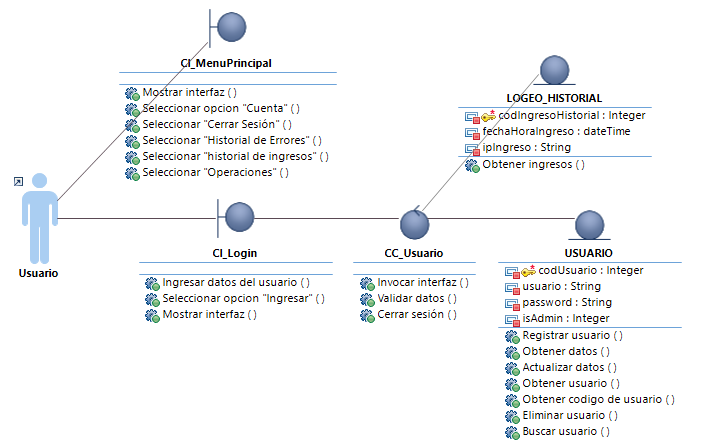 CI_MenuPrincipal
Mostrar interfaz ( )
Seleccionar opcion "Cuenta" ( )
Seleccionar "Cerrar Sesión" ( )
Seleccionar "Historial de Errores" ( )
Seleccionar "historial de ingresos" ( )
Seleccionar "Operaciones" ( )
LOGEO_HISTORIAL
codIngresoHistorial : Integer
fechaHoraIngreso : dateTime
ipIngreso : String
Obtener ingresos ( )
Usuario
CI_Login
Ingresar datos del usuario ( )
Seleccionar opcion "Ingresar" ( )
Mostrar interfaz ( )
CC_Usuario
Invocar interfaz ( )
Validar datos ( )
Cerrar sesión ( )
USUARIO
codUsuario : Integer
usuario : String
password : String
isAdmin : Integer
Registrar usuario ( )
Obtener datos ( )
Actualizar datos ( )
Obtener usuario ( )
Obtener codigo de usuario ( )
Eliminar usuario ( )
Buscar usuario ( )